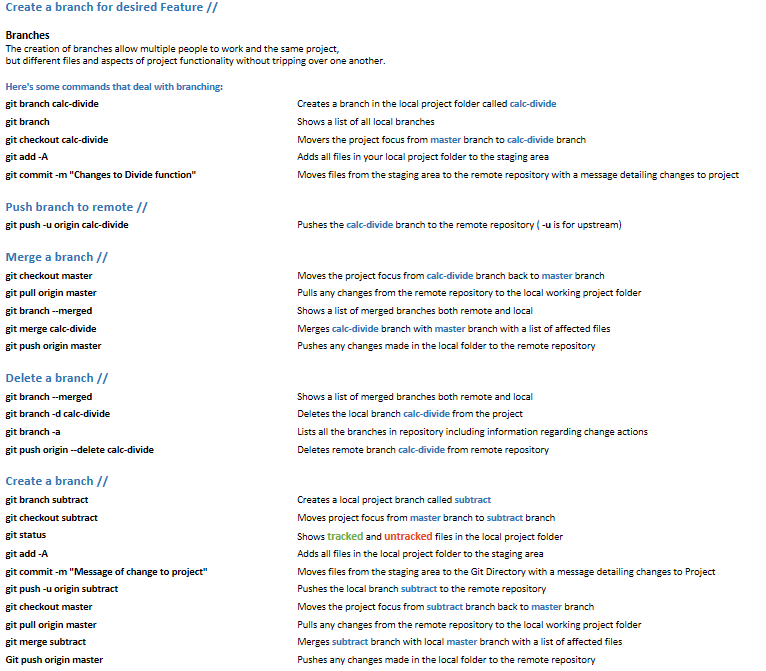 Create a branch for desired Feature //
Branches
The creation of branches allow multiple people to work and the same project,
but different files and aspects of project functionality without tripping over one another.
Here's some commands that deal with branching:
git branch calc-divide Creates a branch in the local project folder called calc-divide
git branch Shows a list of all local branches
git checkout calc-divide Movers the project focus from master branch to calc-divide branch
git add -A Adds all files in your local project folder to the staging area
git commit -m "Changes to Divide function" Moves files from the staging area to the remote repository with a message detailing changes to project
Push branch to remote //
git push -u origin calc-divide Pushes the calc-divide branch to the remote repository ( -u is for upstream)
Merge a branch //
git checkout master Moves the project focus from calc-divide branch back to master branch
git pull origin master Pulls any changes from the remote repository to the local working project folder
git branch --merged Shows a list of merged branches both remote and local
git merge calc-divide Merges calc-divide branch with master branch with a list of affected files
git push origin master Pushes any changes made in the local folder to the remote repository
Delete a branch //
git branch --merged Shows a list of merged branches both remote and local
git branch -d calc-divide Deletes the local branch calc-divide from the project
git branch -a Lists all the branches in repository including information regarding change actions
git push origin --delete calc-divide Deletes remote branch calc-divide from remote repository
Create a branch //
git branch subtract Creates a local project branch called subtract
git checkout subtract Moves project focus from master branch to subtract branch
git status Shows tracked and untracked files in the local project folder
git add -A Adds all files in the local project folder to the staging area
git commit -m "Message of change to project" Moves files from the staging area to the Git Directory with a message detailing changes to Project
git push -u origin subtract Pushes the local branch subtract to the remote repository
git checkout master Moves the project focus from subtract branch back to master branch
git pull origin master Pulls any changes from the remote repository to the local working project folder
git merge subtract Merges subtract branch with local master branch with a list of affected files
Git push origin master Pushes any changes made in the local folder to the remote repository